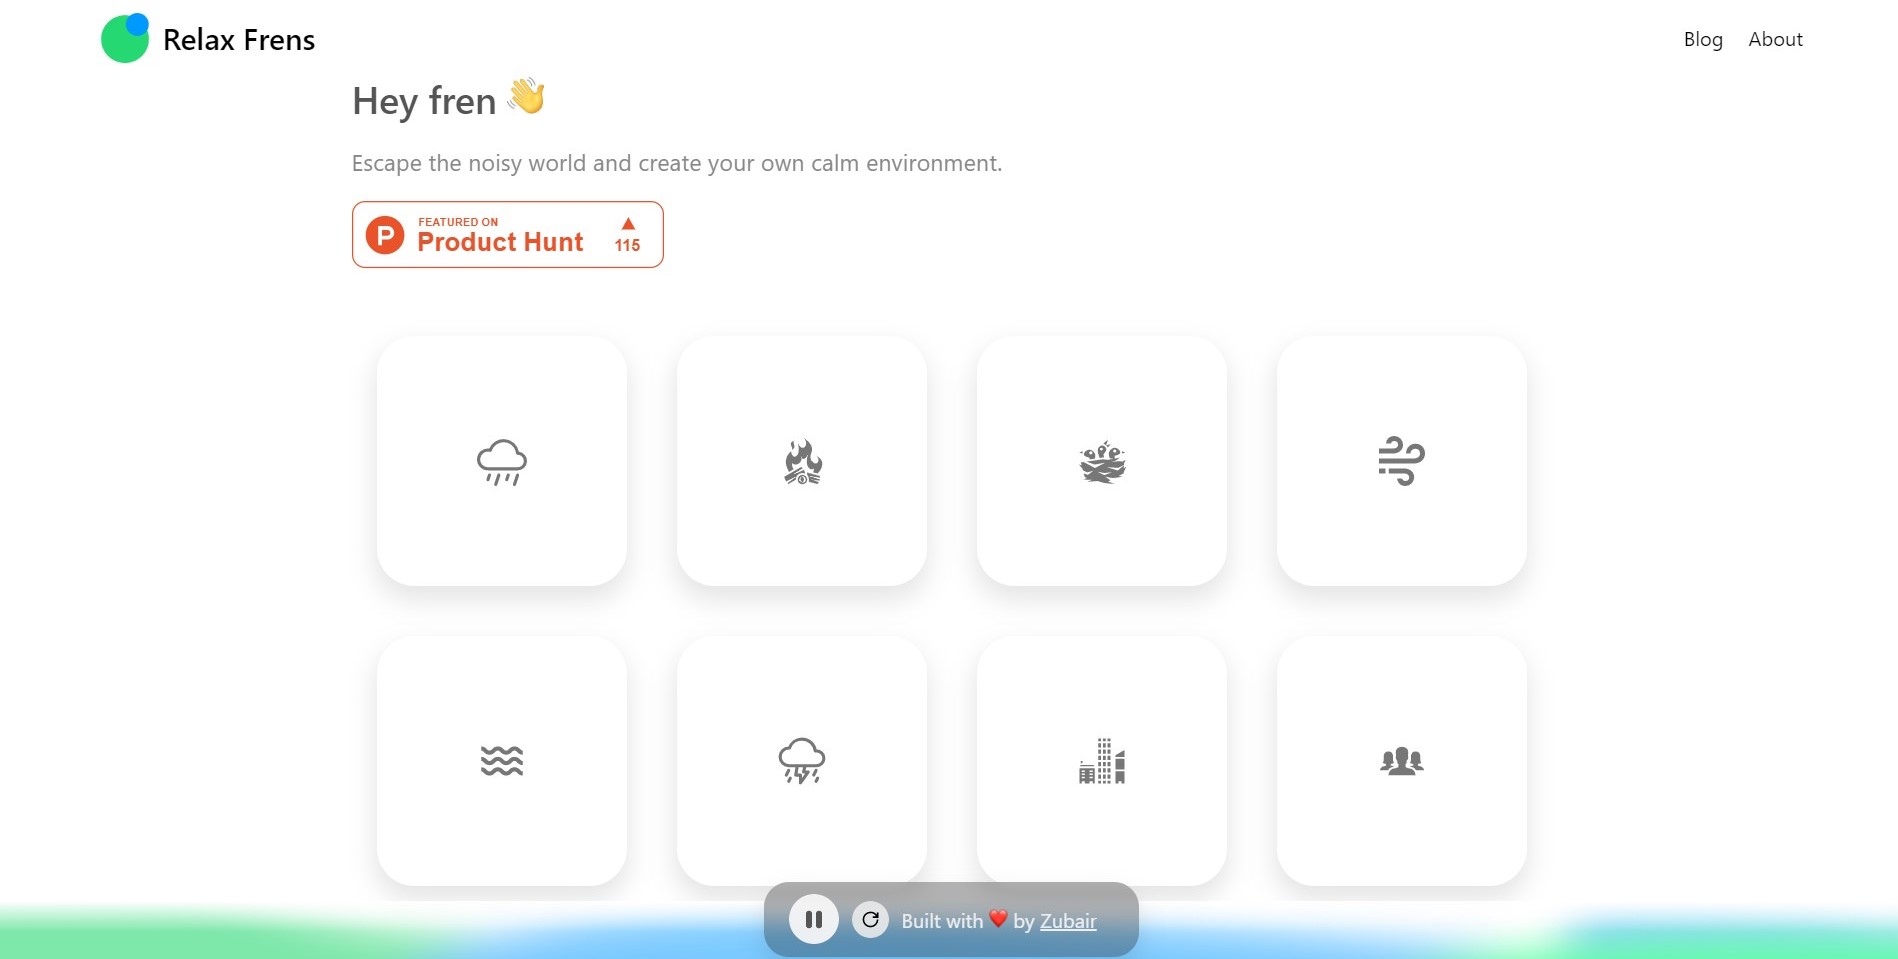 Relax Frens
Blog
About
Hey fren 👋
Escape the noisy world and create your own calm environment.
P
FEATURED ON
Product Hunt
▲
115
Built with ❤️ by Zubair